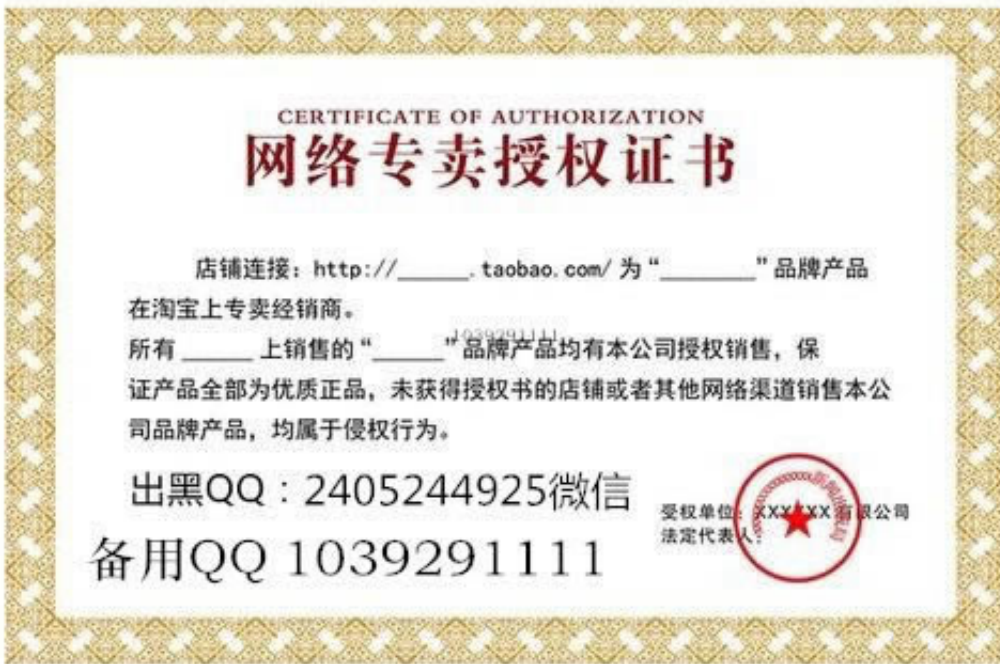 CERTIFICATE OF AUTHORIZATION
网络专卖授权证书
店铺连接：http://______.taobao.com/ 为“________”品牌产品
在淘宝上专卖经销商。
1039291111
所有 ______ 上销售的“______”品牌产品均有本公司授权销售，保
证产品全部为优质正品，未获得授权书的店铺或者其他网络渠道销售本公
司品牌产品，均属于侵权行为。
出黑QQ：2405244925微信
备用QQ 1039291111
受权单位：XXXXXX 有限公司
法定代表人：